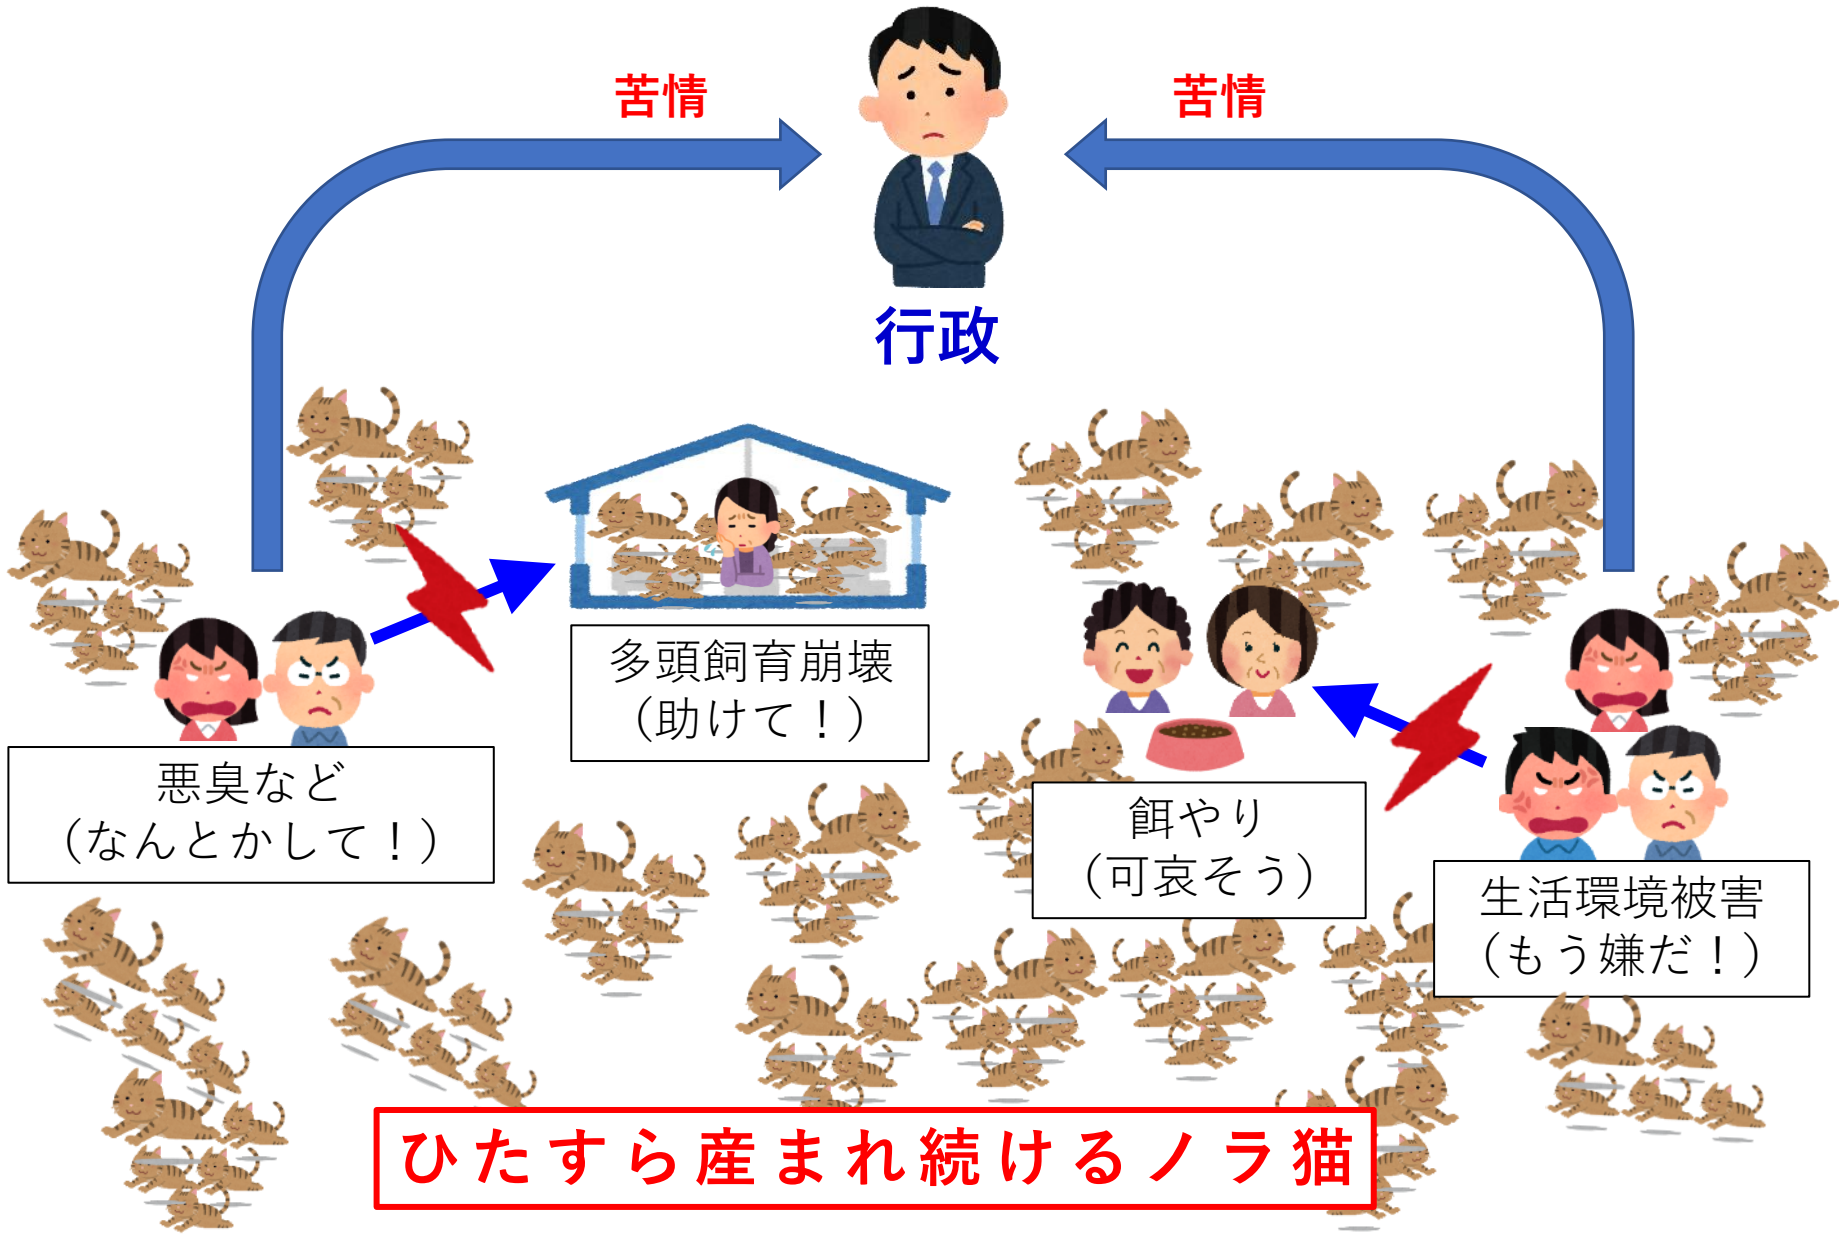 苦情
苦情
行政
多頭飼育崩壊
（助けて！）
悪臭など
（なんとかして！）
餌やり
（可哀そう）
生活環境被害
（もう嫌だ！）
ひたすら産まれ続けるノラ猫